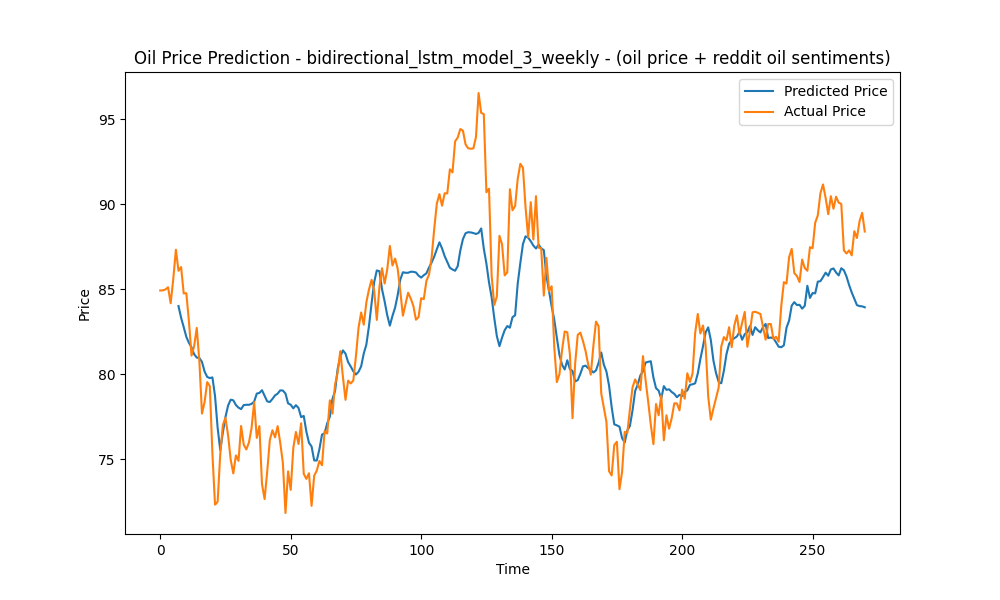 Oil Price Prediction - bidirectional_lstm_model_3_weekly - (oil price + reddit oil sentiments)
Predicted Price
Actual Price
95
90
85
80
75
Price
0 50 100 150 200 250
Time